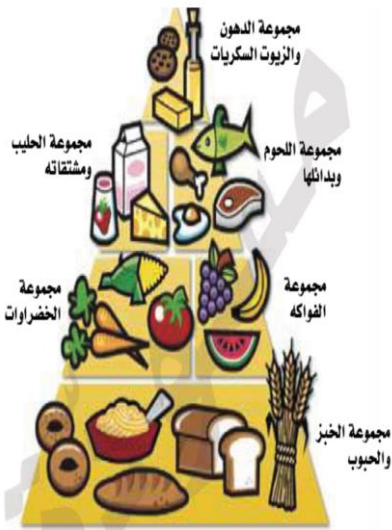 مجموعة الدهون
والزيوت السكريات
مجموعة اللحوم
وبدائلها
مجموعة الحليب
ومشتقاته
مجموعة
الفواكه
مجموعة
الخضراوات
مجموعة الخبز
والحبوب